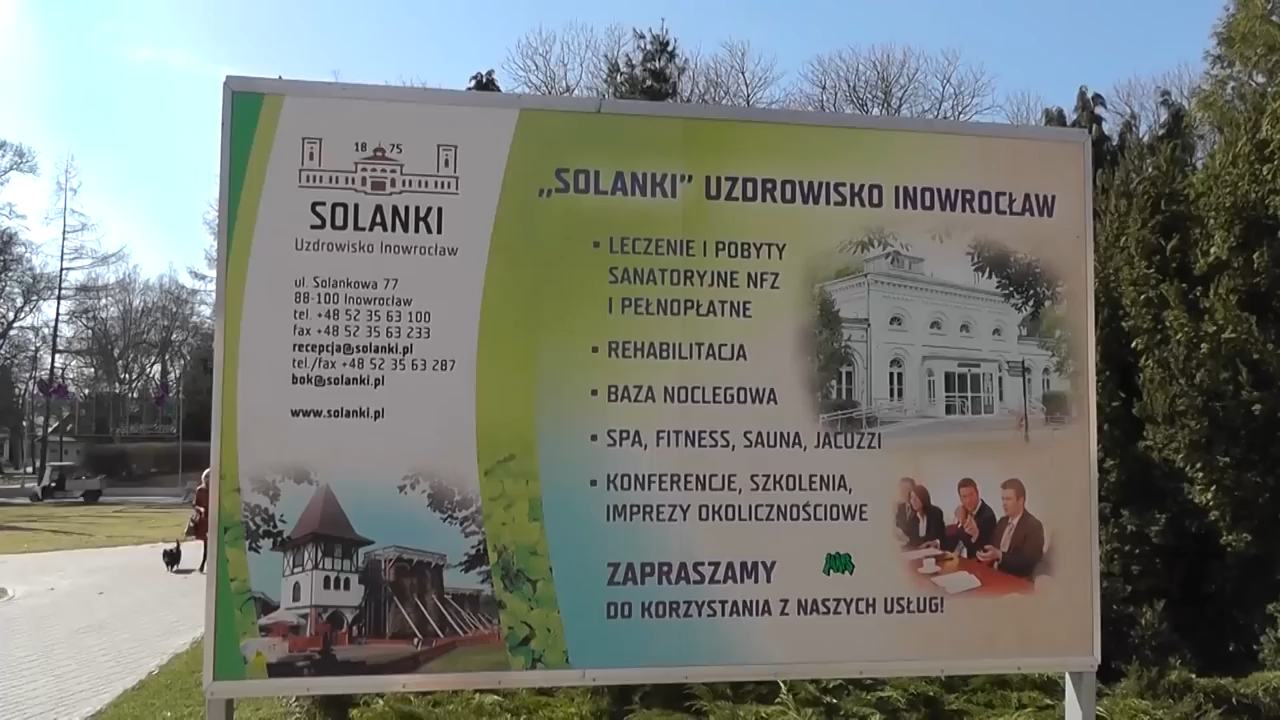 18 75
SOLANKI
Uzdrowisko Inowrocław
ul. Solankowa 77
88-100 Inowrocław
tel. +48 52 35 63 100
fax +48 52 35 63 233
recepcja@solanki.pl
tel./fax +48 52 35 63 287
bok@solanki.pl
www.solanki.pl
„SOLANKI” UZDROWISKO INOWROCŁAW
▪ LECZENIE I POBYTY
SANATORYJNE NFZ
I PEŁNOPŁATNE
▪ REHABILITACJA
▪ BAZA NOCLEGOWA
▪ SPA, FITNESS, SAUNA, JACUZZI
▪ KONFERENCJE, SZKOLENIA,
IMPREZY OKOLICZNOŚCIOWE
ZAPRASZAMY
DO KORZYSTANIA Z NASZYCH USŁUG!